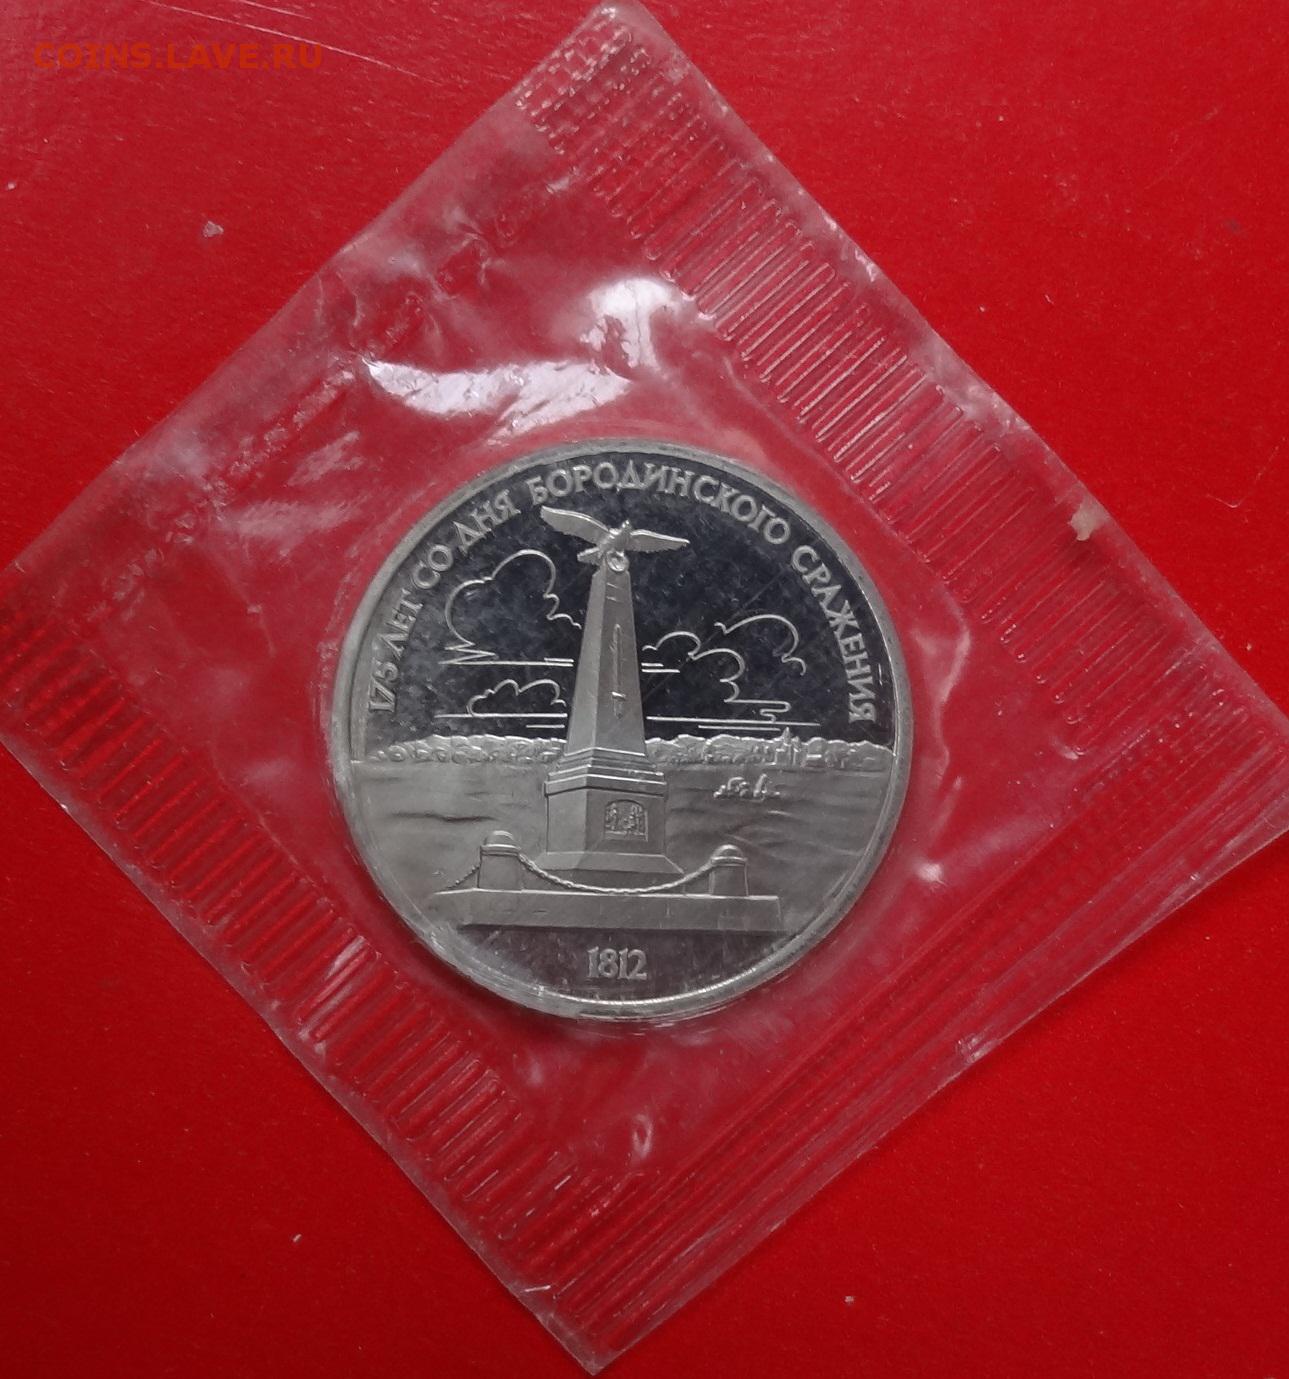 COINS.LAVE.RU
175 ЛЕТ СО ДНЯ БОРОДИНСКОГО СРАЖЕНИЯ
1812